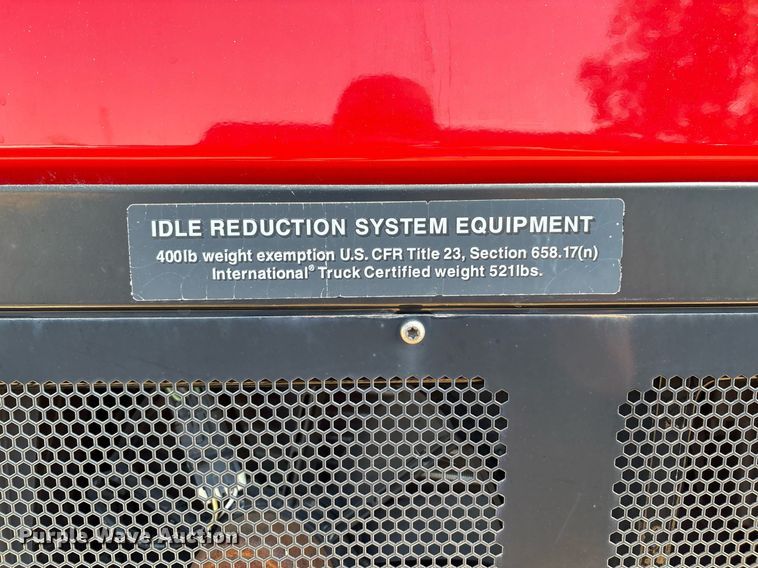 IDLE REDUCTION SYSTEM EQUIPMENT
400lb weight exemption U.S. CFR Title 23, Section 658.17(n)
International® Truck Certified weight 521lbs.
Purple Wave Auction